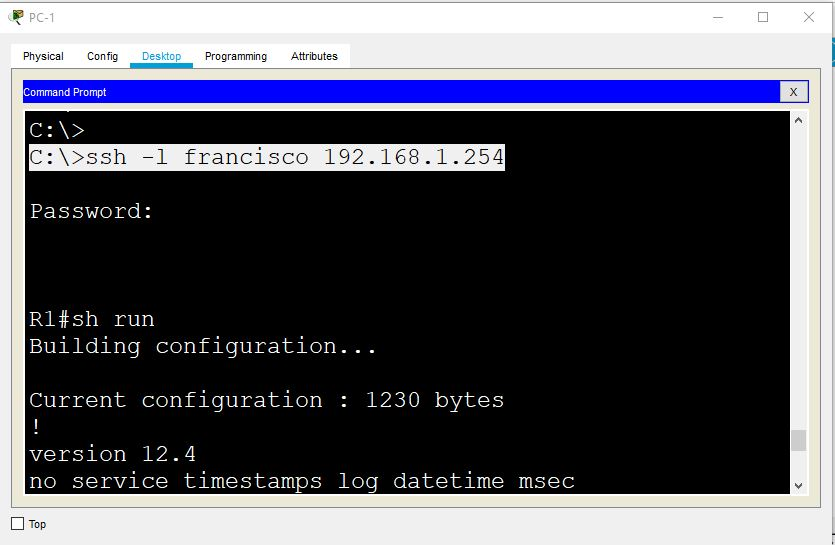 PC-1
Physical Config Desktop Programming Attributes
Command Prompt X
C:\>
C:\>ssh -l francisco 192.168.1.254
Password:
R1#sh run
Building configuration...
Current configuration : 1230 bytes
!
version 12.4
no service timestamps log datetime msec
Top